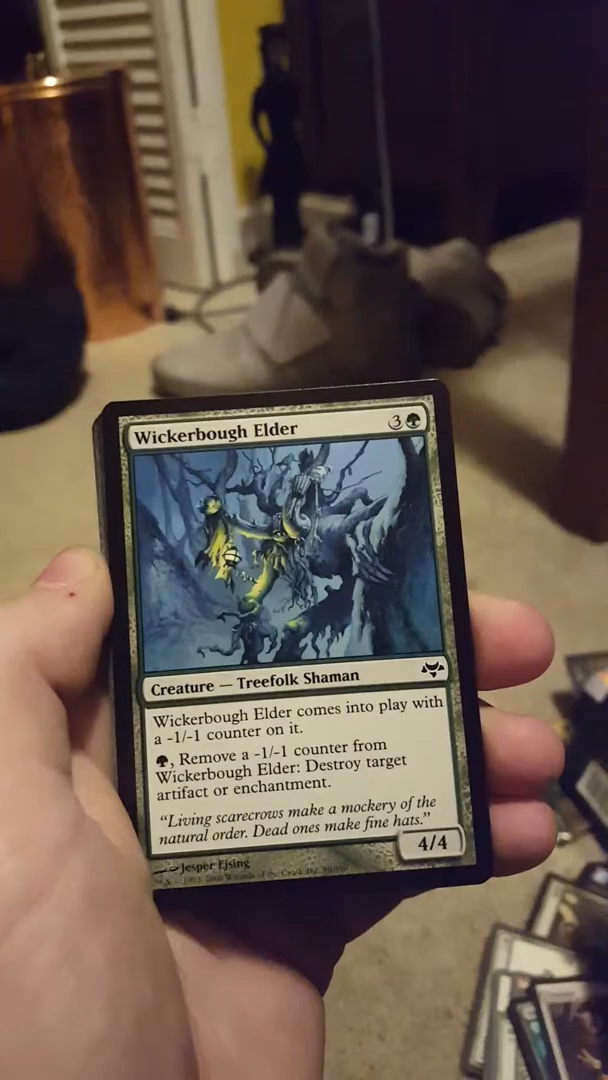 Wickerbough Elder
3
Creature — Treefolk Shaman
Wickerbough Elder comes into play with
a -1/-1 counter on it.
, Remove a -1/-1 counter from
Wickerbough Elder: Destroy target
artifact or enchantment.
“Living scarecrows make a mockery of the
natural order. Dead ones make fine hats.”
4/4
Jesper Ejsing